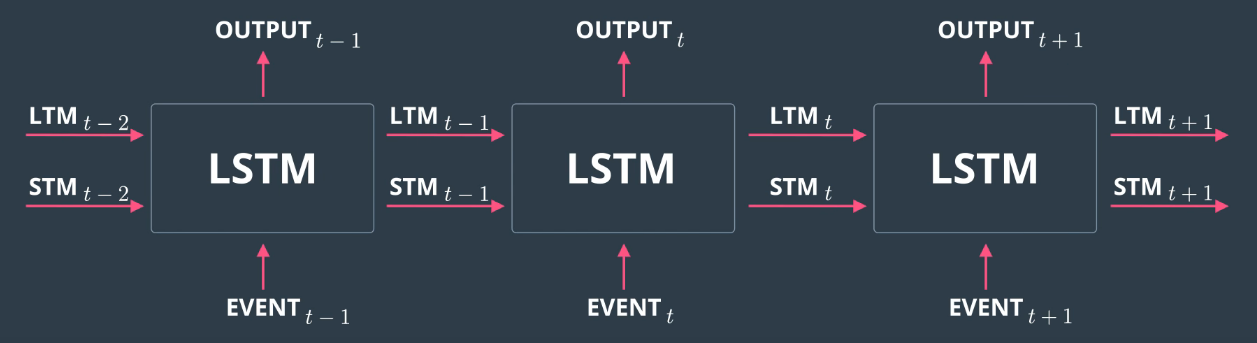 OUTPUT t − 1 OUTPUT t OUTPUT t + 1
LTM t − 2 LTM t − 1 LTM t LTM t + 1
LSTM LSTM LSTM
STM t − 2 STM t − 1 STM t STM t + 1
EVENT t − 1 EVENT t EVENT t + 1